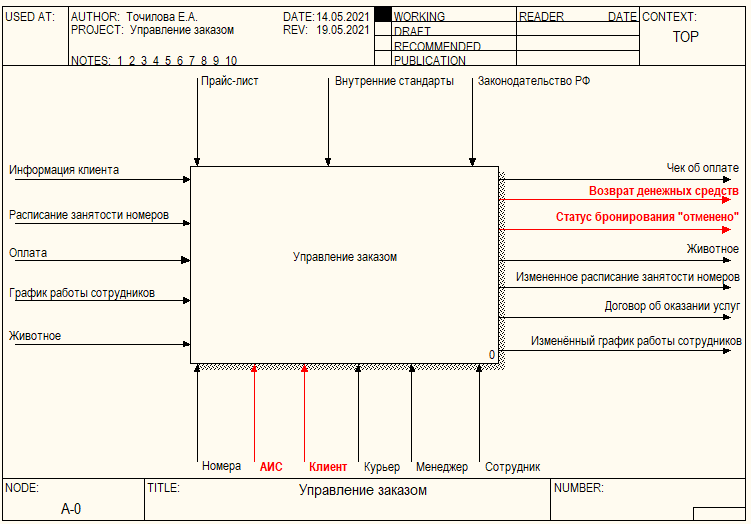 USED AT:
AUTHOR: Точилова Е.А.
DATE: 14.05.2021
WORKING
READER
DATE
CONTEXT:
PROJECT: Управление заказом
REV: 19.05.2021
DRAFT
TOP
RECOMMENDED
NOTES: 1 2 3 4 5 6 7 8 9 10
PUBLICATION
Прайс-лист
Внутренние стандарты
Законодательство РФ
Информация клиента
Расписание занятости номеров
Оплата
График работы сотрудников
Животное
Управление заказом
0
Чек об оплате
Возврат денежных средств
Статус бронирования "отменено"
Животное
Измененное расписание занятости номеров
Договор об оказании услуг
Изменённый график работы сотрудников
Номера
АИС
Клиент
Курьер
Менеджер
Сотрудник
NODE:
TITLE:
NUMBER:
A-0
Управление заказом